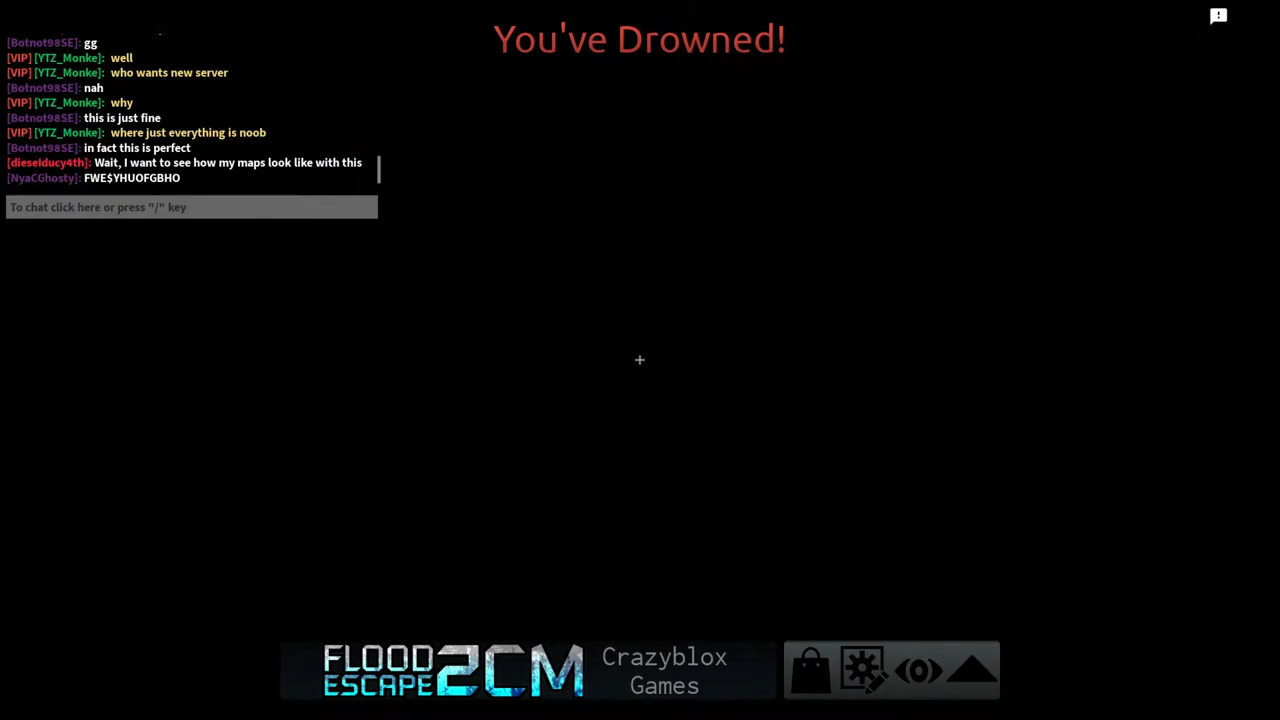 You've Drowned!
[Botnot98SE]: gg
[VIP] [YTZ_Monke]: well
[VIP] [YTZ_Monke]: who wants new server
[Botnot98SE]: nah
[VIP] [YTZ_Monke]: why
[Botnot98SE]: this is just fine
[VIP] [YTZ_Monke]: where just everything is noob
[Botnot98SE]: in fact this is perfect
[dieselducy4th]: Wait, I want to see how my maps look like with this
[NyaCGhosty]: FWE$YHUOFGBHO
To chat click here or press "/" key
FLOOD ESCAPE 2CM
Crazyblox
Games